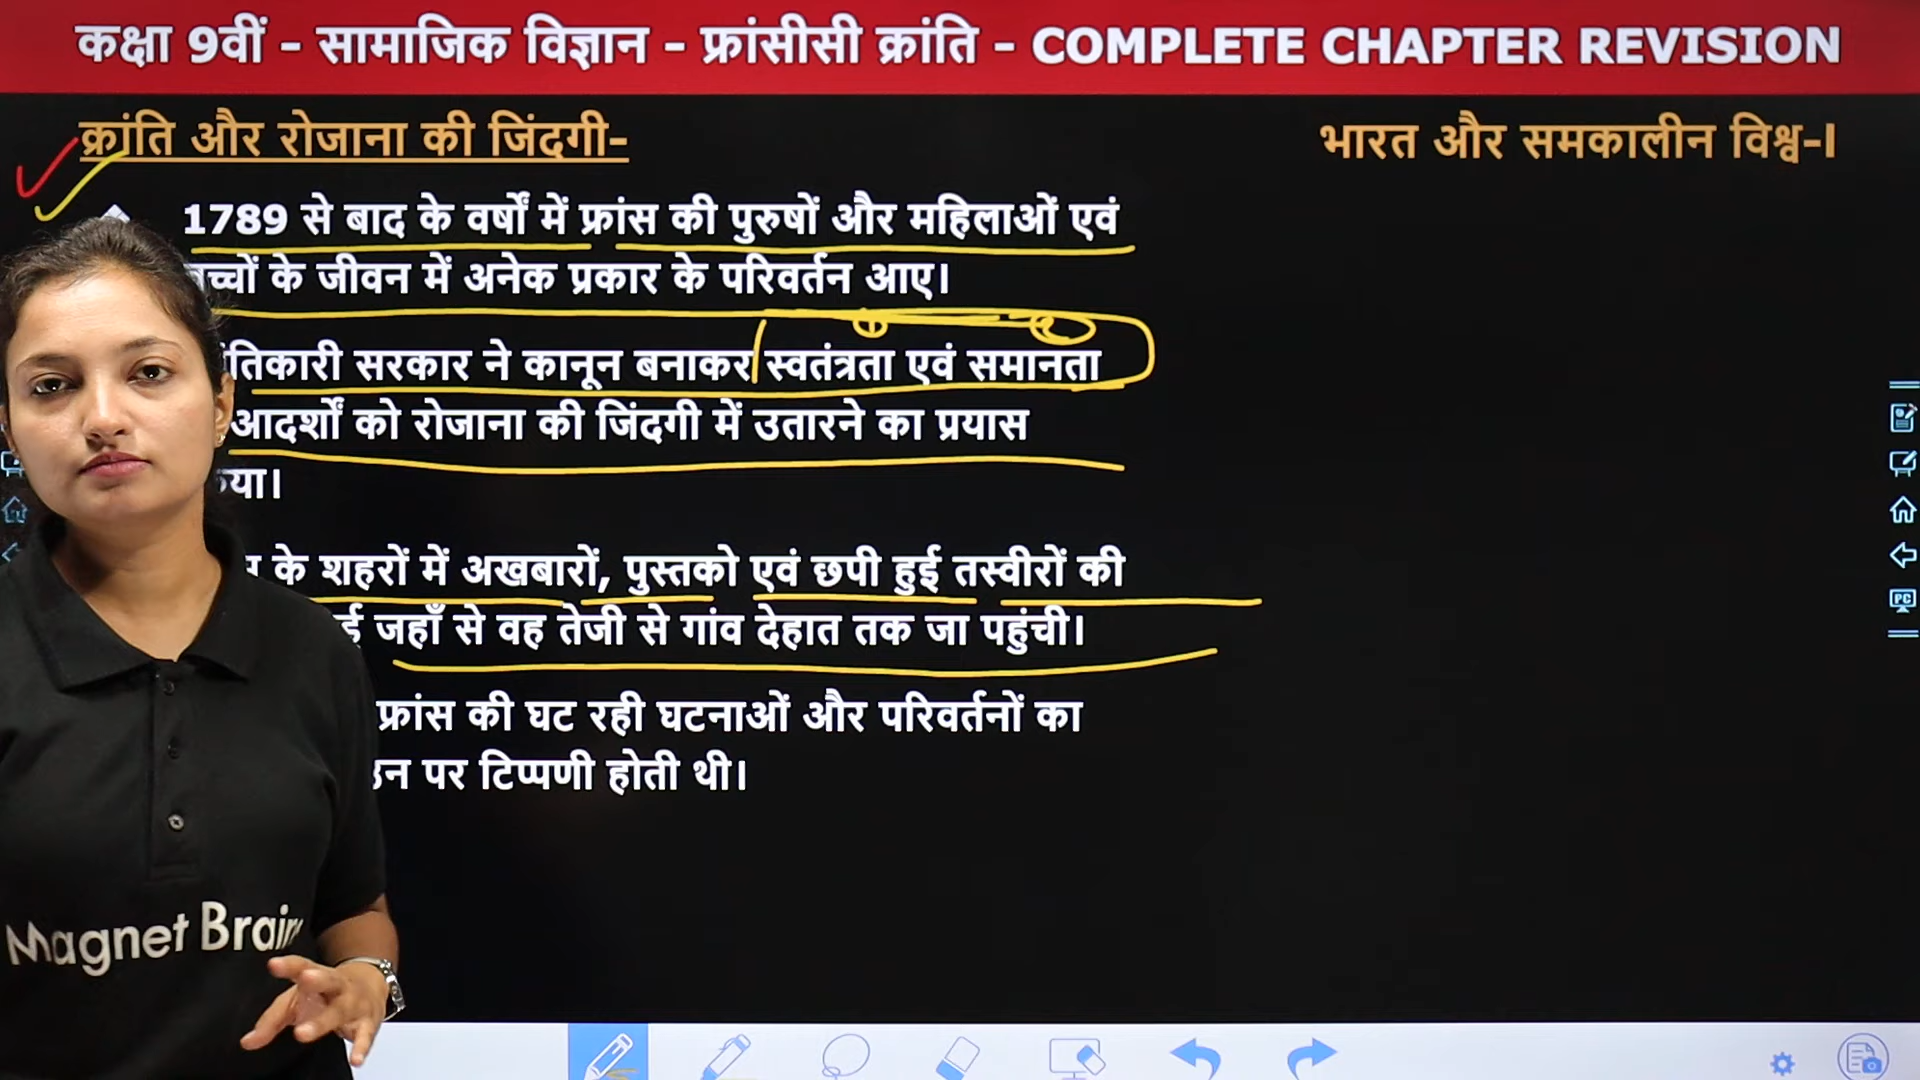 कक्षा 9वीं - सामाजिक विज्ञान - फ्रांसीसी क्रांति - COMPLETE CHAPTER REVISION
क्रांति और रोजाना की जिंदगी-
भारत और समकालीन विश्व-I
1789 से बाद के वर्षों में फ्रांस की पुरुषों और महिलाओं एवं
के जीवन में अनेक प्रकार के परिवर्तन आए।
सरकार ने कानून बनाकर स्वतंत्रता एवं समानता
आदर्शों को रोजाना की जिंदगी में उतारने का प्रयास
के शहरों में अखबारों, पुस्तको एवं छपी हुई तस्वीरों की
जहाँ से वह तेजी से गांव देहात तक जा पहुंची।
फ्रांस की घट रही घटनाओं और परिवर्तनों का
पर टिप्पणी होती थी।
Magnet
PC